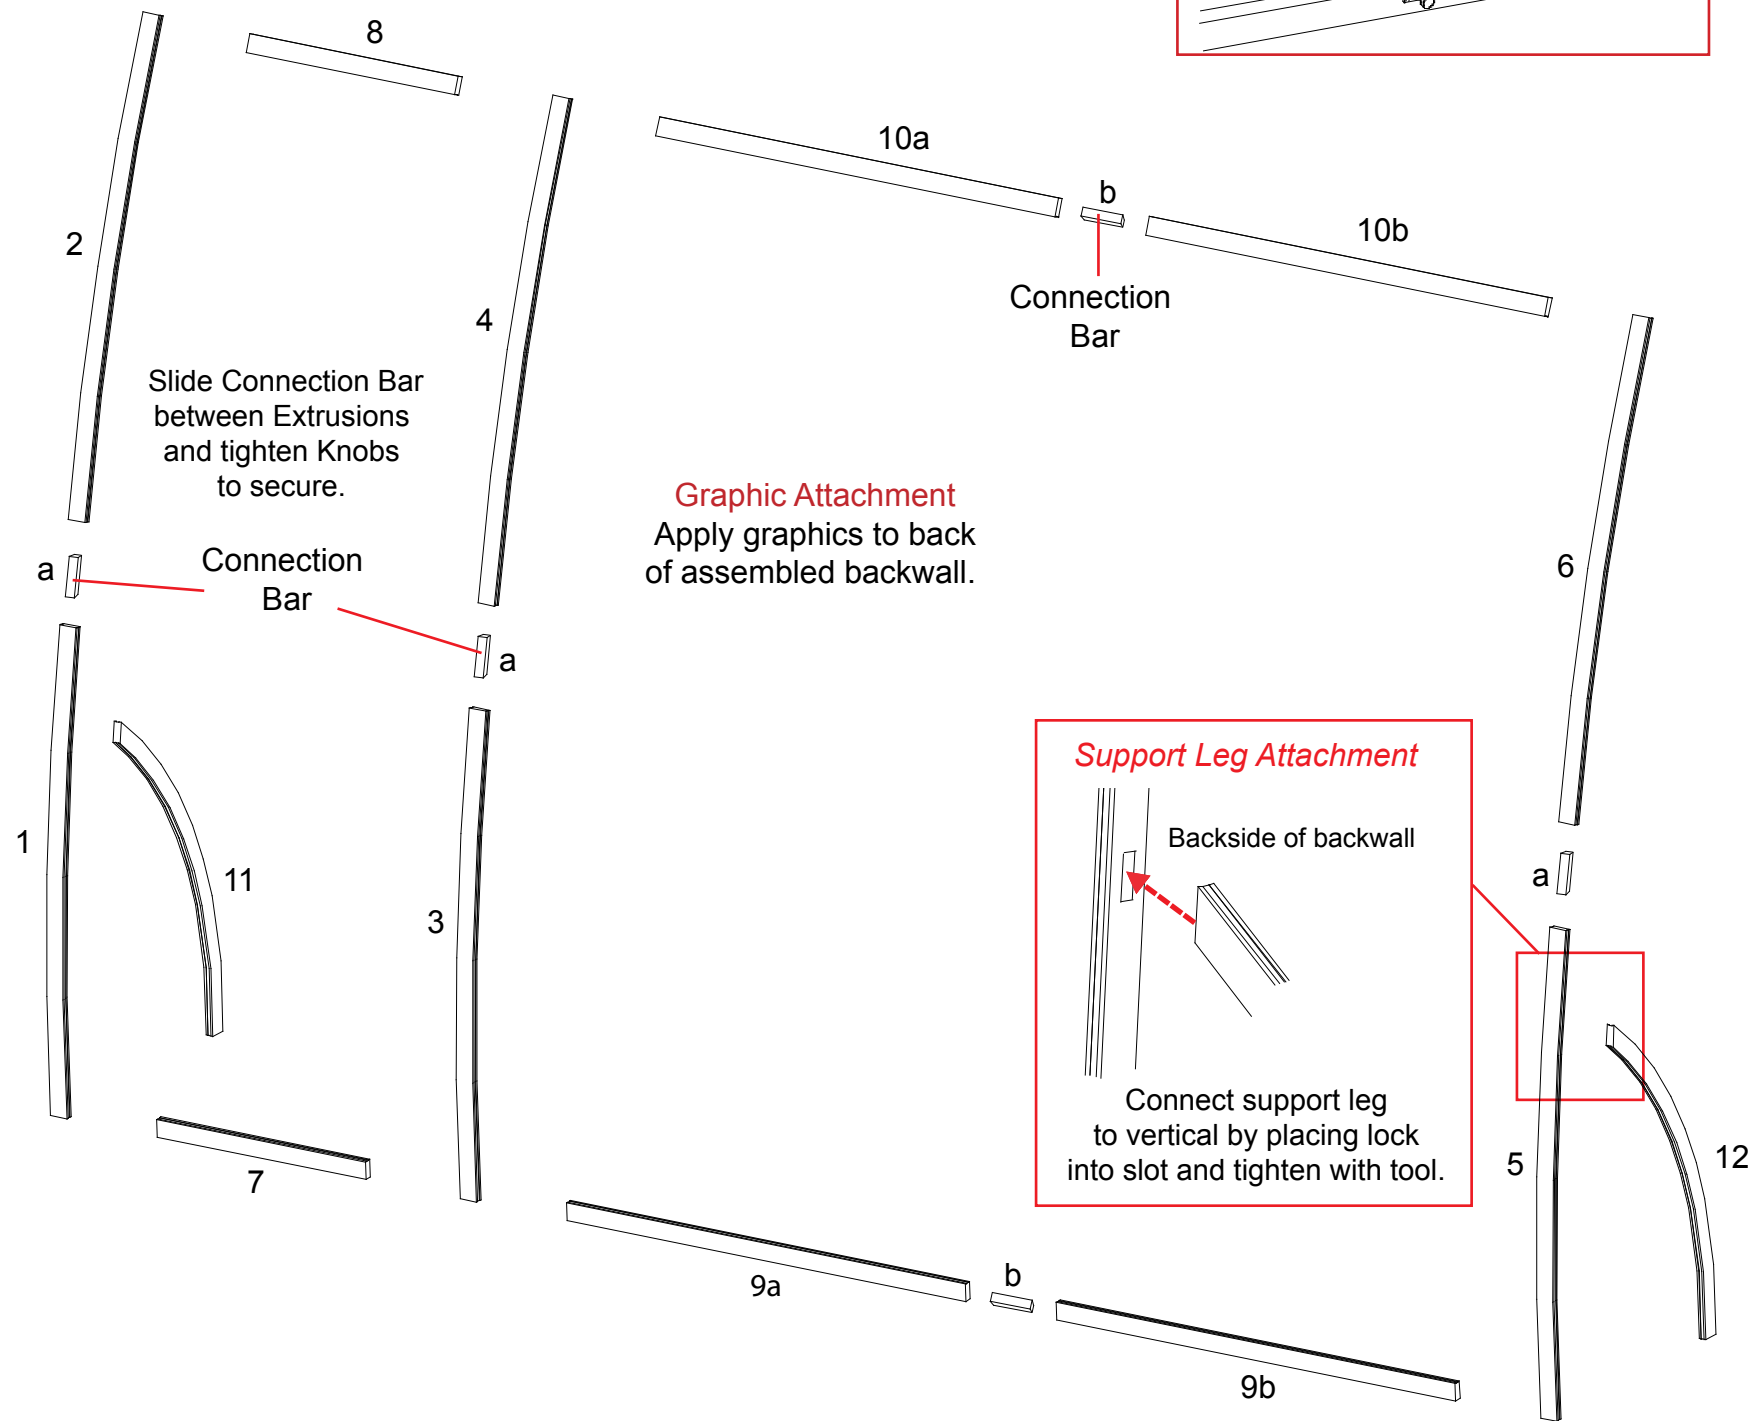 8
10a
b
10b
2
Connection
Bar
4
Slide Connection Bar
between Extrusions
and tighten Knobs
to secure.
Graphic Attachment
Apply graphics to back
of assembled backwall.
6
a
Connection
Bar
a
Support Leg Attachment
Backside of backwall
1
11
3
a
Connect support leg
to vertical by placing lock
into slot and tighten with tool.
5
12
7
9a
b
9b